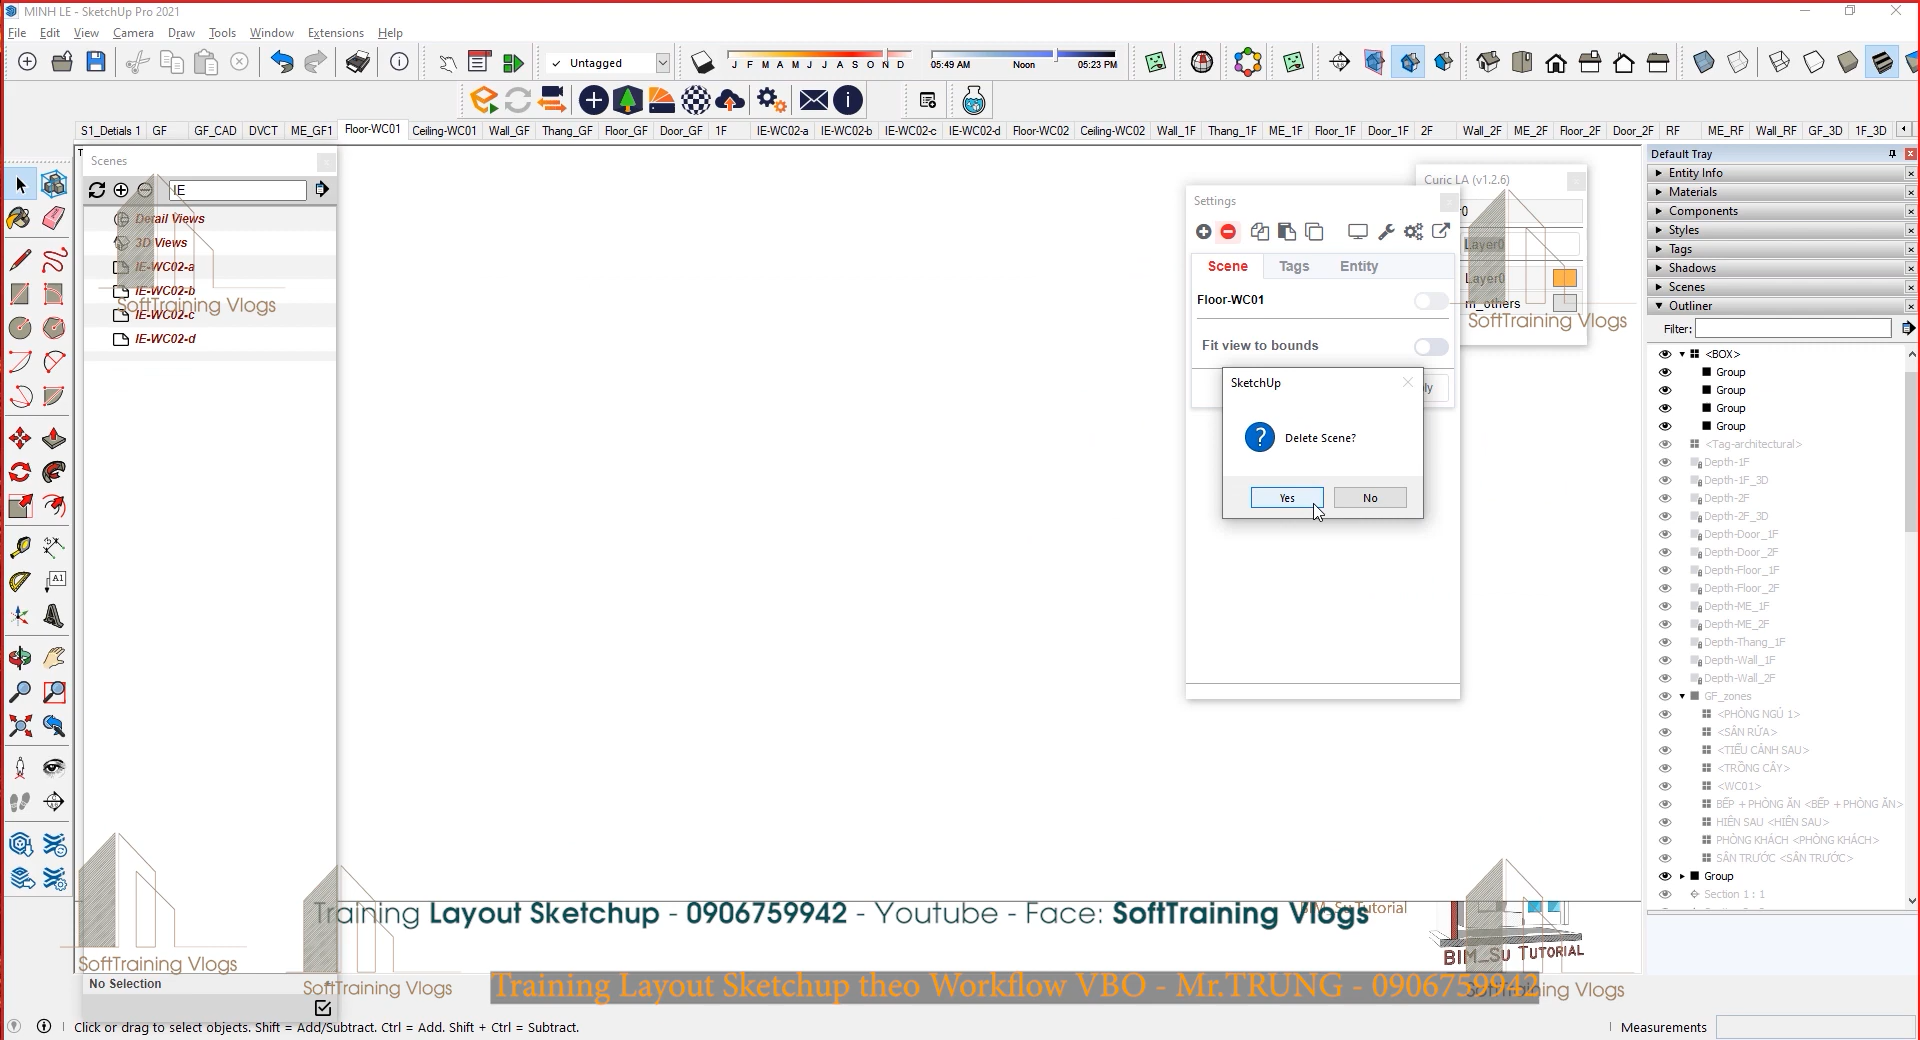 MINH LE - SketchUp Pro 2021
File Edit View Camera Draw Tools Window Extensions Help
Untagged
J F M A M J J A S O N D
05:49 AM Noon 05:23 PM
S1_Detials 1 GF GF_CAD DVCT ME_GF1 Floor-WC01 Ceiling-WC01 Wall_GF Thang_GF Floor_GF Door_GF 1F IE-WC02-a IE-WC02-b IE-WC02-c IE-WC02-d Floor-WC02 Ceiling-WC02 Wall_1F Thang_1F ME_1F Floor_1F Door_1F 2F Wall_2F ME_2F Floor_2F Door_2F RF ME_RF Wall_RF GF_3D 1F_3D
Scenes
IE
Detail Views
3D Views
IE-WC02-a
IE-WC02-b
IE-WC02-c
IE-WC02-d
SoftTraining Vlogs
Settings
Scene Tags Entity
Floor-WC01
Fit view to bounds
SketchUp
Delete Scene?
Yes No
Curic LA (v1.2.6)
Layer0
Layer0
SoftTraining Vlogs
Default Tray
Entity Info
Materials
Components
Styles
Tags
Shadows
Scenes
Outliner
Filter:
<BOX>
Group
Group
Group
Group
<Tag-architectural>
Depth-1F
Depth-1F_3D
Depth-2F
Depth-2F_3D
Depth-Door_1F
Depth-Door_2F
Depth-Floor_1F
Depth-Floor_2F
Depth-ME_1F
Depth-ME_2F
Depth-Thang_1F
Depth-Wall_1F
Depth-Wall_2F
GF_zones
<PHÒNG NGỦ 1>
<SÂN RỬA>
<TIỂU CẢNH SAU>
<TRỒNG CÂY>
<WC01>
BẾP + PHÒNG ĂN <BẾP + PHÒNG ĂN>
HIÊN SAU <HIÊN SAU>
PHÒNG KHÁCH <PHÒNG KHÁCH>
SÂN TRƯỚC <SÂN TRƯỚC>
Group
Section 1 : 1
Training Layout Sketchup - 0906759942 - Youtube - Face: SoftTraining Vlogs
BIM_Su Tutorial
BIM_SU TUTORIAL
SoftTraining Vlogs
No Selection
SoftTraining Vlogs
Training Layout Sketchup theo Workflow VBO - Mr.TRUNG - 0906759942
SoftTraining Vlogs
A1
Click or drag to select objects. Shift = Add/Subtract. Ctrl = Add. Shift + Ctrl = Subtract.
Measurements